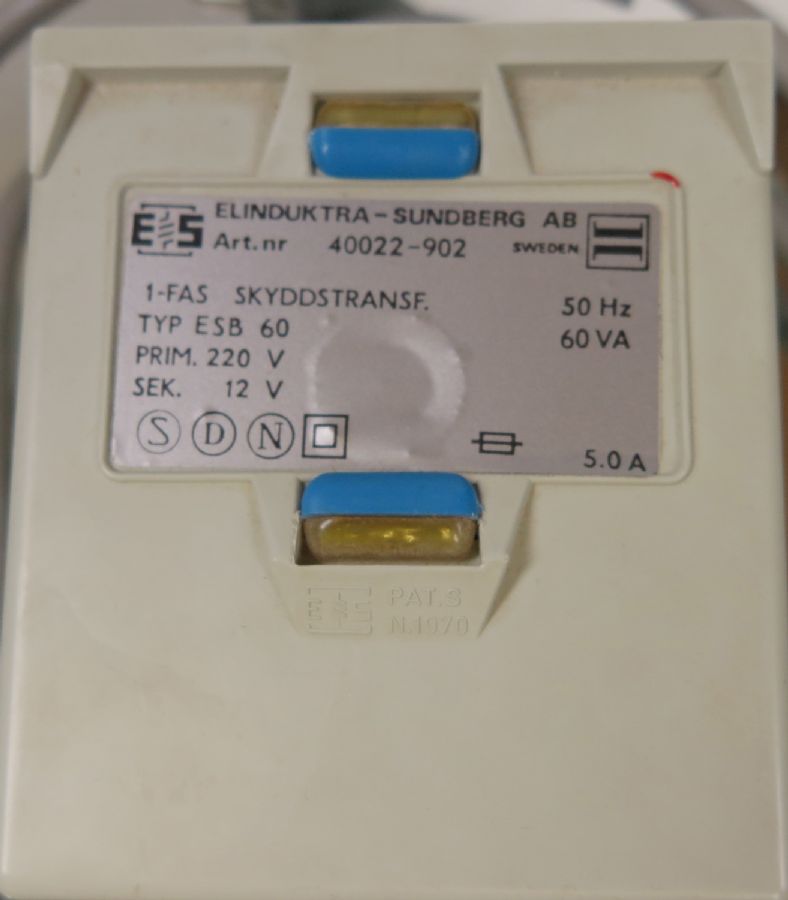 ES ELINDUKTRA-SUNDBERG AB
Art.nr 40022-902 SWEDEN
1-FAS SKYDDSTRANSF. 50 Hz
TYP ESB 60 60 VA
PRIM. 220 V
SEK. 12 V
S D N 5.0 A
PAT.S
N.1970